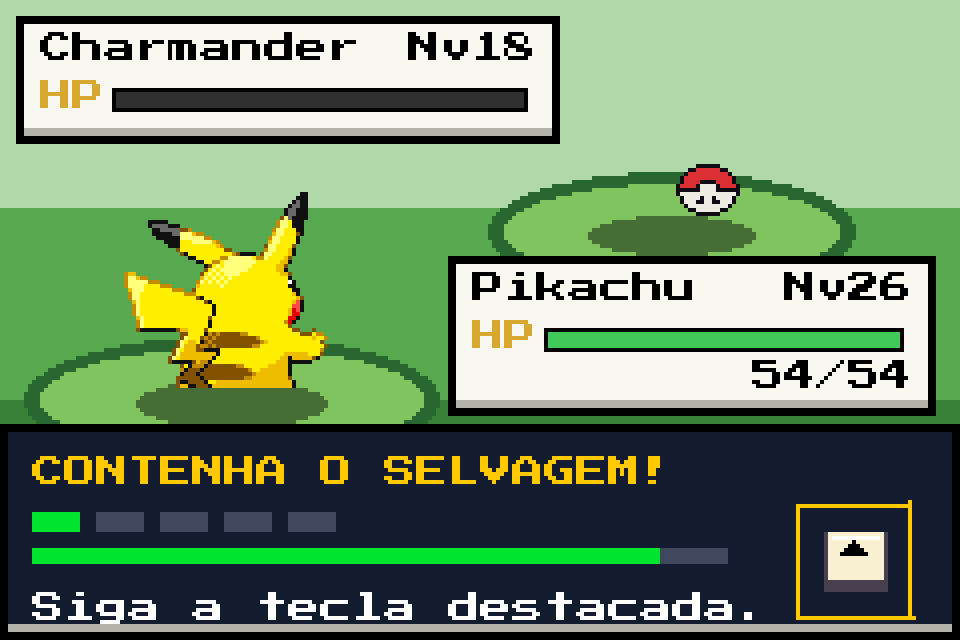 Charmander Nv18
HP
Pikachu Nv26
HP
54/54
CONTENHA O SELVAGEM!
Siga a tecla destacada.